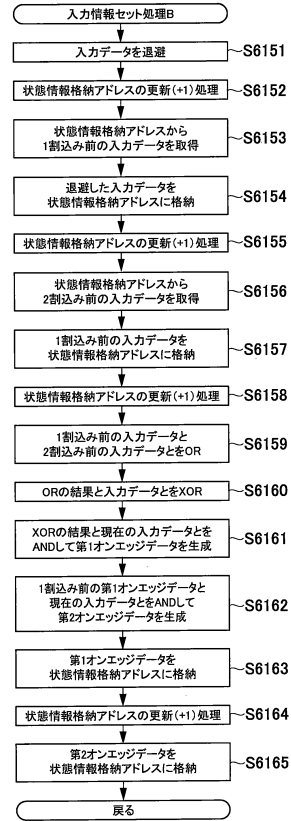 入力情報セット処理B
入力データを退避
S6151
状態情報格納アドレスの更新(+1)処理
S6152
状態情報格納アドレスから
1割込み前の入力データを取得
S6153
退避した入力データを
状態情報格納アドレスに格納
S6154
状態情報格納アドレスの更新(+1)処理
S6155
状態情報格納アドレスから
2割込み前の入力データを取得
S6156
1割込み前の入力データを
状態情報格納アドレスに格納
S6157
状態情報格納アドレスの更新(+1)処理
S6158
1割込み前の入力データと
2割込み前の入力データとをOR
S6159
ORの結果と入力データとをXOR
S6160
XORの結果と現在の入力データとを
ANDして第1オンエッジデータを生成
S6161
1割込み前の第1オンエッジデータと
現在の入力データとをANDして
第2オンエッジデータを生成
S6162
第1オンエッジデータを
状態情報格納アドレスに格納
S6163
状態情報格納アドレスの更新(+1)処理
S6164
第2オンエッジデータを
状態情報格納アドレスに格納
S6165
戻る